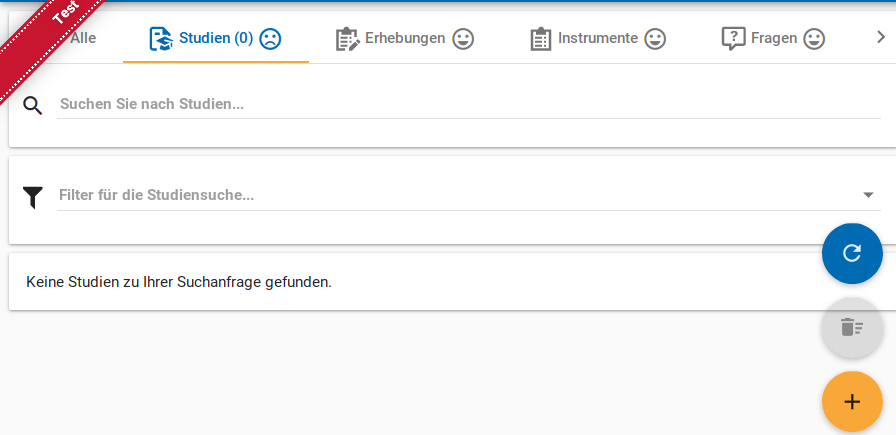 Test
Alle Studien (0) Erhebungen Instrumente Fragen
Suchen Sie nach Studien...
Filter für die Studiensuche...
Keine Studien zu Ihrer Suchanfrage gefunden.